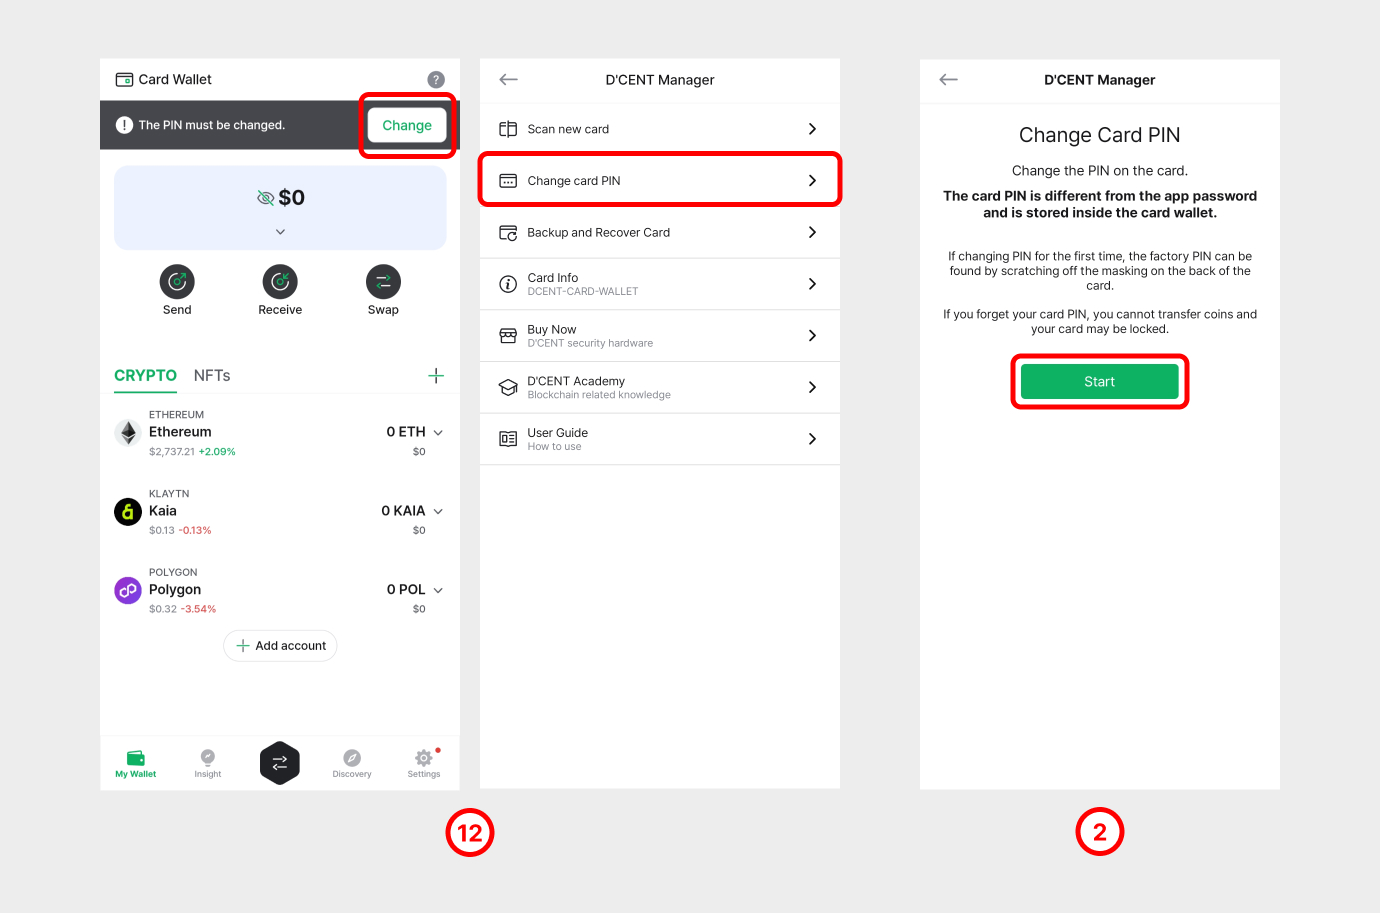 Card Wallet
?
! The PIN must be changed.
Change
$0
Send
Receive
Swap
CRYPTO
NFTs
ETHEREUM
Ethereum
0 ETH
$2,737.21 +2.09%
$0
KLAYTN
Kaia
0 KAIA
$0.13 -0.13%
$0
POLYGON
Polygon
0 POL
$0.32 -3.54%
$0
Add account
My Wallet
Insight
Discovery
Settings
D'CENT Manager
Scan new card
Change card PIN
Backup and Recover Card
Card Info
DCENT-CARD-WALLET
Buy Now
D'CENT security hardware
D'CENT Academy
Blockchain related knowledge
User Guide
How to use
12
D'CENT Manager
Change Card PIN
Change the PIN on the card.
The card PIN is different from the app password
and is stored inside the card wallet.
If changing PIN for the first time, the factory PIN can be
found by scratching off the masking on the back of the
card.
If you forget your card PIN, you cannot transfer coins and
your card may be locked.
Start
2